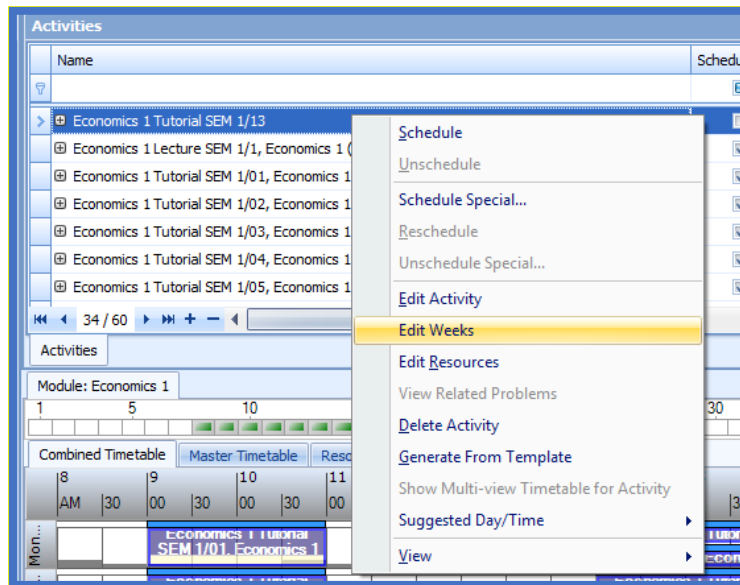 Activities
Name Schedu
Economics 1 Tutorial SEM 1/13
Economics 1 Lecture SEM 1/1, Economics 1 (
Economics 1 Tutorial SEM 1/01, Economics 1
Economics 1 Tutorial SEM 1/02, Economics 1
Economics 1 Tutorial SEM 1/03, Economics 1
Economics 1 Tutorial SEM 1/04, Economics 1
Economics 1 Tutorial SEM 1/05, Economics 1
34 / 60
Activities
Schedule
Unschedule
Schedule Special...
Reschedule
Unschedule Special...
Edit Activity
Edit Weeks
Edit Resources
View Related Problems
Delete Activity
Generate From Template
Show Multi-view Timetable for Activity
Suggested Day/Time
View
Module: Economics 1
1 5 10 30
Combined Timetable Master Timetable Reso
8 9 10 11
AM 30 00 30 00 30 00 3
Mon...
Economics 1 Tutorial
SEM 1/01, Economics 1